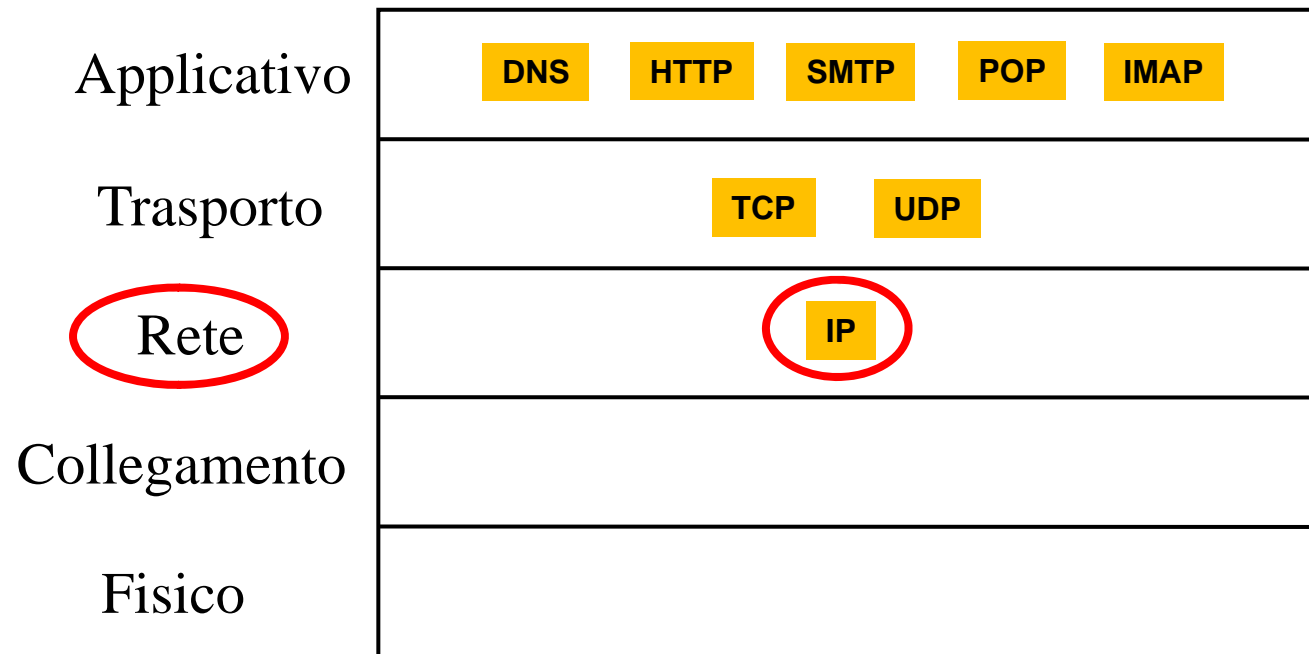 Applicativo DNS HTTP SMTP POP IMAP
Trasporto TCP UDP
Rete IP
Collegamento
Fisico